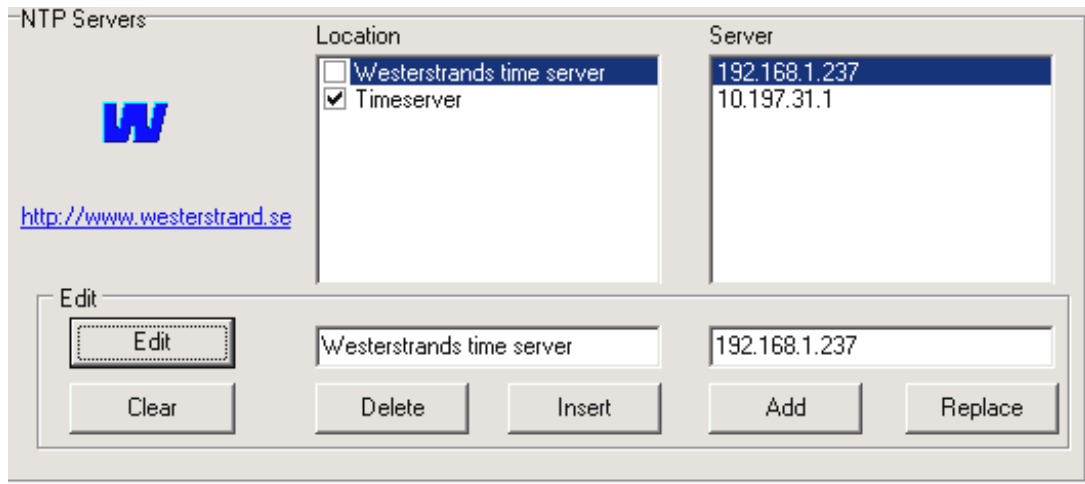 NTP Servers
Location
Server
Westerstrands time server
192.168.1.237
Timeserver
10.197.31.1
W
http://www.westerstrand.se
Edit
Edit
Westerstrands time server
192.168.1.237
Clear
Delete
Insert
Add
Replace